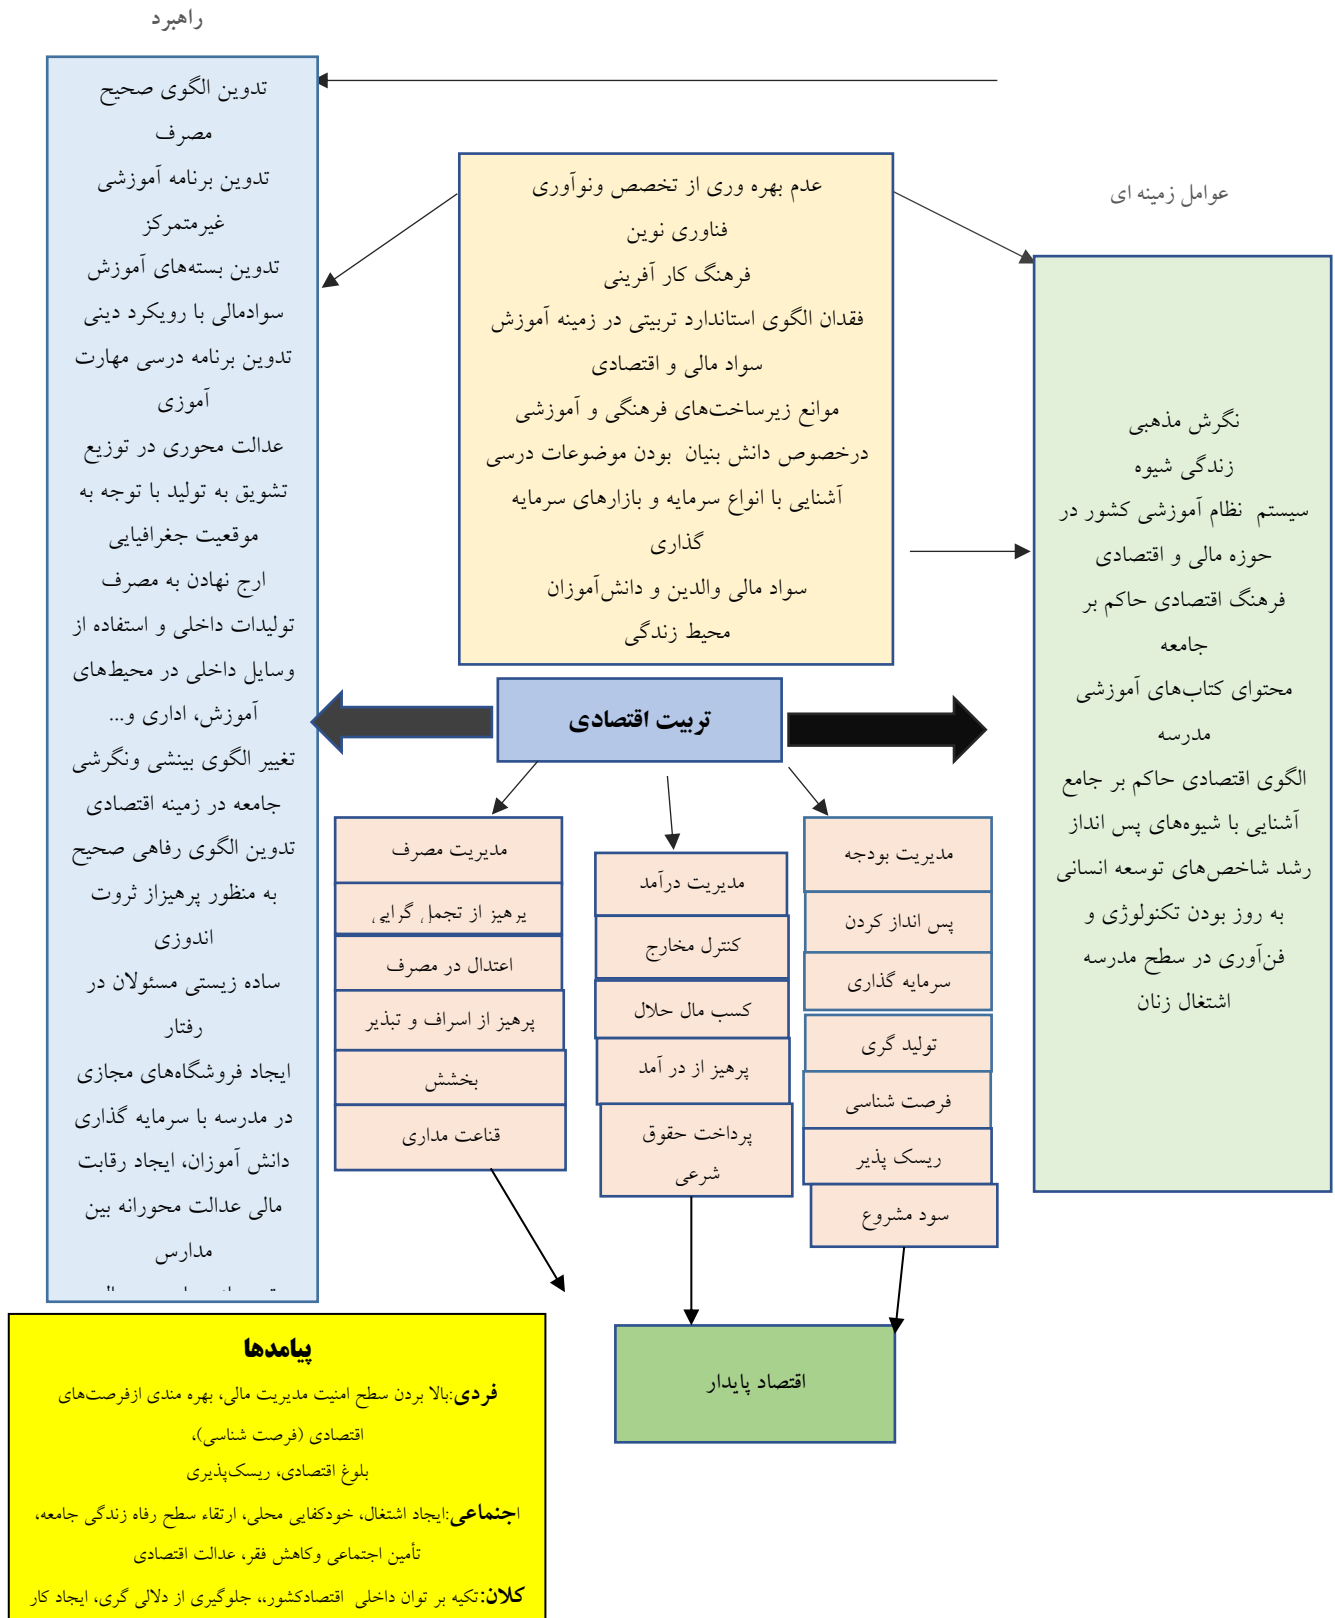 راهبرد
تدوین الگوی صحیح
مصرف
تدوین برنامه آموزشی
غیرمتمرکز
تدوین بسته‌های آموزش
سوادمالی با رویکرد دینی
تدوین برنامه درسی مهارت
آموزی
عدالت محوری در توزیع
تشویق به تولید با توجه به
موقعیت جغرافیایی
ارج نهادن به مصرف
تولیدات داخلی و استفاده از
وسایل داخلی در محیط‌های
آموزش، اداری و...
تغییر الگوی بینشی ونگرشی
جامعه در زمینه اقتصادی
تدوین الگوی رفاهی صحیح
به منظور پرهیزاز ثروت
اندوزی
ساده زیستی مسئولان در
رفتار
ایجاد فروشگاه‌های مجازی
در مدرسه با سرمایه گذاری
دانش آموزان، ایجاد رقابت
مالی عدالت محورانه بین
مدارس
عدم بهره وری از تخصص ونوآوری
فناوری نوین
فرهنگ کار آفرینی
فقدان الگوی استاندارد تربیتی در زمینه آموزش
سواد مالی و اقتصادی
موانع زیرساخت‌های فرهنگی و آموزشی
درخصوص دانش بنیان بودن موضوعات درسی
آشنایی با انواع سرمایه و بازارهای سرمایه
گذاری
سواد مالی والدین و دانش‌آموزان
محیط زندگی
عوامل زمینه ای
نگرش مذهبی
زندگی شیوه
سیستم نظام آموزشی کشور در
حوزه مالی و اقتصادی
فرهنگ اقتصادی حاکم بر
جامعه
محتوای کتاب‌های آموزشی
مدرسه
الگوی اقتصادی حاکم بر جامع
آشنایی با شیوه‌های پس انداز
رشد شاخص‌های توسعه انسانی
به روز بودن تکنولوژی و
فن‌آوری در سطح مدرسه
اشتغال زنان
تربیت اقتصادی
مدیریت مصرف
پرهیز از تجمل گرایی
اعتدال در مصرف
پرهیز از اسراف و تبذیر
بخشش
قناعت مداری
مدیریت درآمد
کنترل مخارج
کسب مال حلال
پرهیز از در آمد
پرداخت حقوق
شرعی
مدیریت بودجه
پس انداز کردن
سرمایه گذاری
تولید گری
فرصت شناسی
ریسک پذیر
سود مشروع
اقتصاد پایدار
پیامدها
فردی:بالا بردن سطح امنیت مدیریت مالی، بهره مندی ازفرصت‌های
اقتصادی (فرصت شناسی)،
بلوغ اقتصادی، ریسک‌پذیری
اجتماعی:ایجاد اشتغال، خودکفایی محلی، ارتقاء سطح رفاه زندگی جامعه،
تأمین اجتماعی وکاهش فقر، عدالت اقتصادی
کلان:تکیه بر توان داخلی اقتصادکشور،، جلوگیری از دلالی گری، ایجاد کار